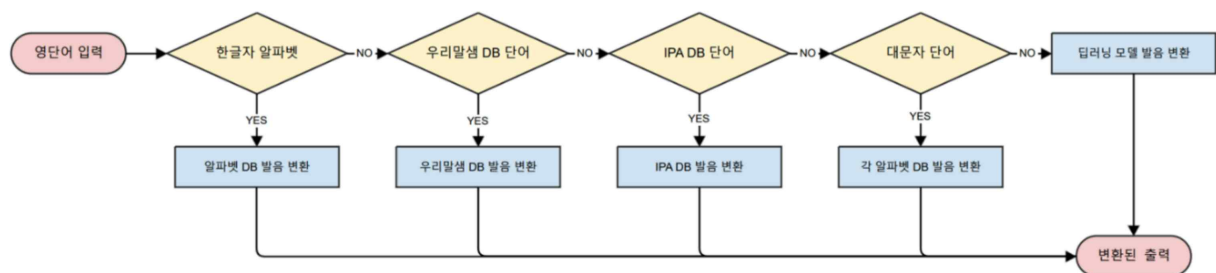 영단어 입력
한글자 알파벳
NO
우리말샘 DB 단어
NO
IPA DB 단어
NO
대문자 단어
NO
딥러닝 모델 발음 변환
YES
YES
YES
YES
알파벳 DB 발음 변환
우리말샘 DB 발음 변환
IPA DB 발음 변환
각 알파벳 DB 발음 변환
변환된 출력